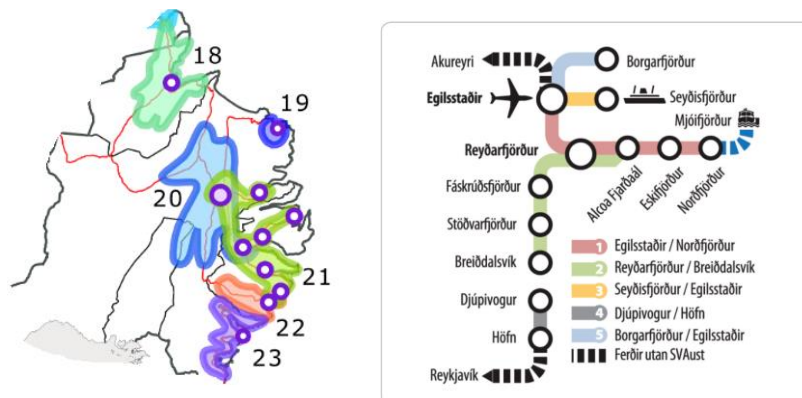 18
19
20
21
22
23
Akureyri
Borgarfjörður
Egilsstaðir
Seyðisfjörður
Mjóifjörður
Reyðarfjörður
Alcoa Fjarðaál
Eskifjörður
Norðfjörður
Fáskrúðsfjörður
Stöðvarfjörður
Breiðdalsvík
Djúpivogur
Höfn
Reykjavík
1 Egilsstaðir / Norðfjörður
2 Reyðarfjörður / Breiðdalsvík
3 Seyðisfjörður / Egilsstaðir
4 Djúpivogur / Höfn
5 Borgarfjörður / Egilsstaðir
Ferðir utan SVAust